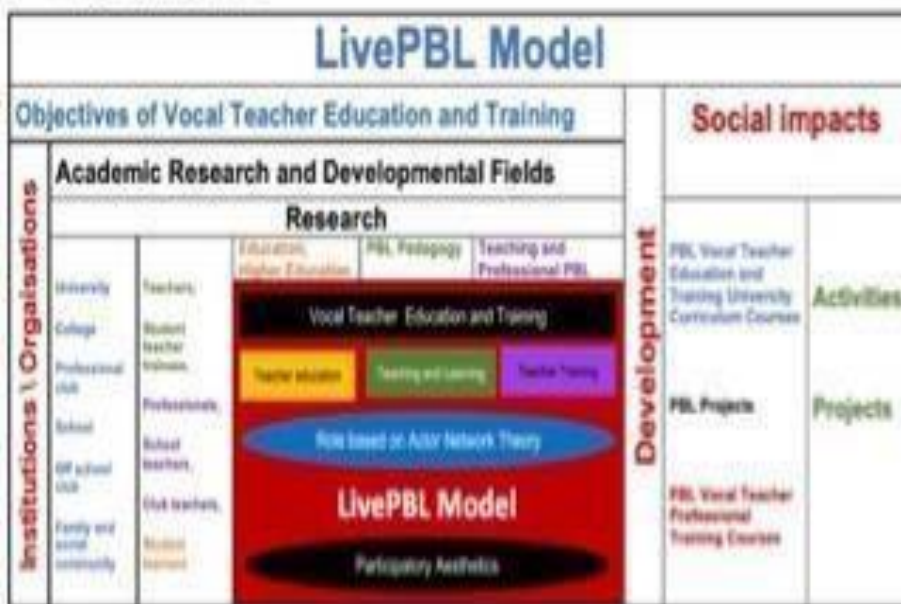 LivePBL Model
Objectives of Vocal Teacher Education and Training
Social impacts
Academic Research and Developmental Fields
Research
Institutions \ Orgaisations
Development
Education,
Higher Education
PBL Pedagogy
Teaching and
Professional PBL
University
College
Professional
club
School
Off school
club
Family and
social
community
Teachers,
Student
teacher
trainees,
Professionals,
School
teachers,
Club teachers,
Student
learners
Vocal Teacher Education and Training
Teacher education
Teaching and Learning
Teacher Training
Role based on Actor Network Theory
LivePBL Model
Participatory Aesthetics
PBL Vocal Teacher
Education and
Training University
Curriculum Courses
PBL Projects
PBL Vocal Teacher
Professional
Training Courses
Activities
Projects